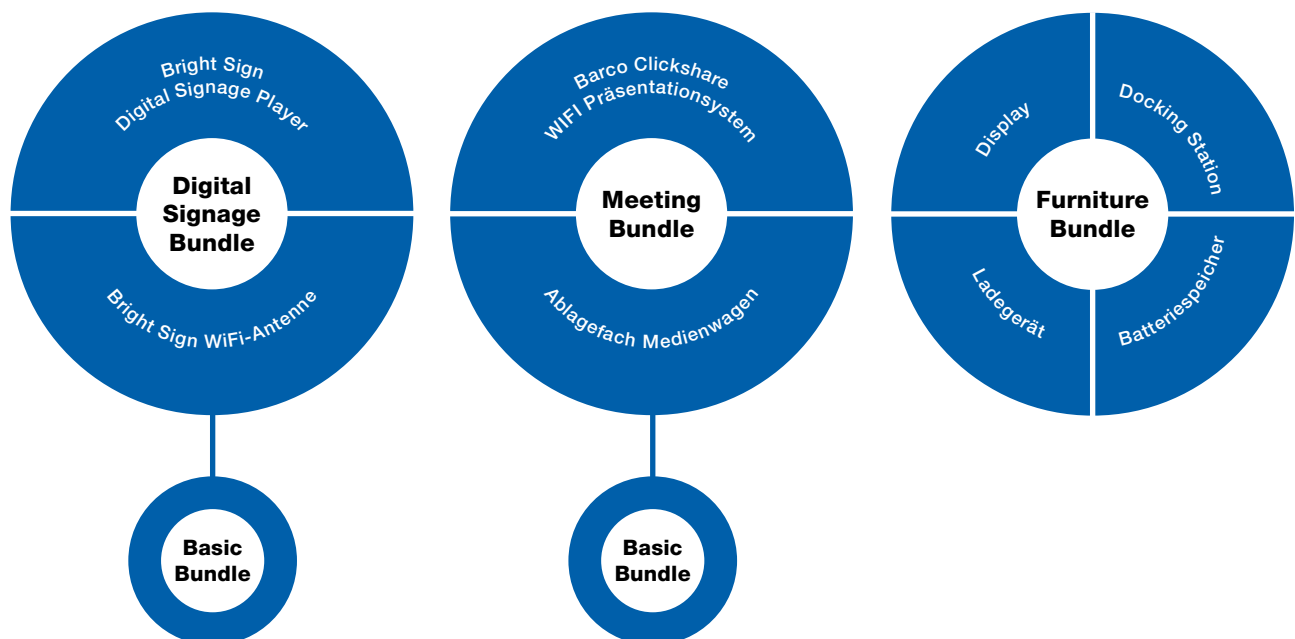 Bright Sign
Digital Signage Player
Digital
Signage
Bundle
Bright Sign WiFi-Antenne
Basic
Bundle
Barco Clickshare
WIFI Präsentationsystem
Meeting
Bundle
Ablagefach Medienwagen
Basic
Bundle
Display
Docking Station
Furniture
Bundle
Ladegerät
Batteriespeicher